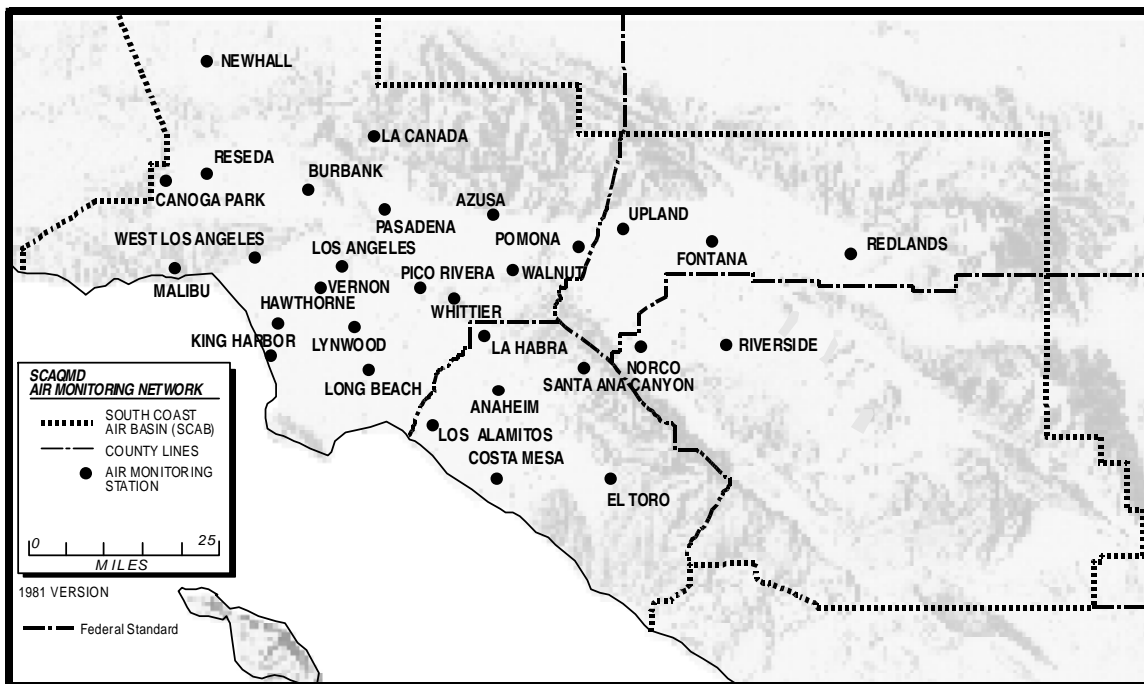 NEWHALL
LA CANADA
RESEDA
BURBANK
CANOGA PARK
AZUSA
PASADENA
UPLAND
WEST LOS ANGELES
LOS ANGELES
POMONA
REDLANDS
FONTANA
PICO RIVERA
WALNUT
MALIBU
VERNON
HAWTHORNE
WHITTIER
KING HARBOR
LYNWOOD
LA HABRA
RIVERSIDE
NORCO
LONG BEACH
SANTA ANA CANYON
ANAHEIM
LOS ALAMITOS
COSTA MESA
EL TORO
SCAQMD
AIR MONITORING NETWORK
SOUTH COAST
AIR BASIN (SCAB)
COUNTY LINES
AIR MONITORING
STATION
0 25
MILES
1981 VERSION
Federal Standard